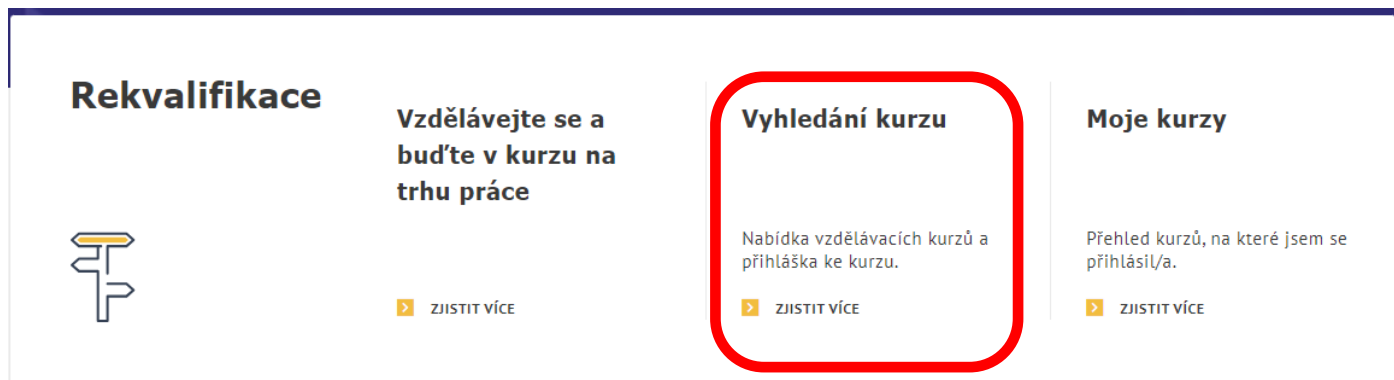 Rekvalifikace
Vzdělávejte se a
buďte v kurzu na
trhu práce
ZJISTIT VÍCE
Vyhledání kurzu
Nabídka vzdělávacích kurzů a
přihláška ke kurzu.
ZJISTIT VÍCE
Moje kurzy
Přehled kurzů, na které jsem se
přihlásil/a.
ZJISTIT VÍCE